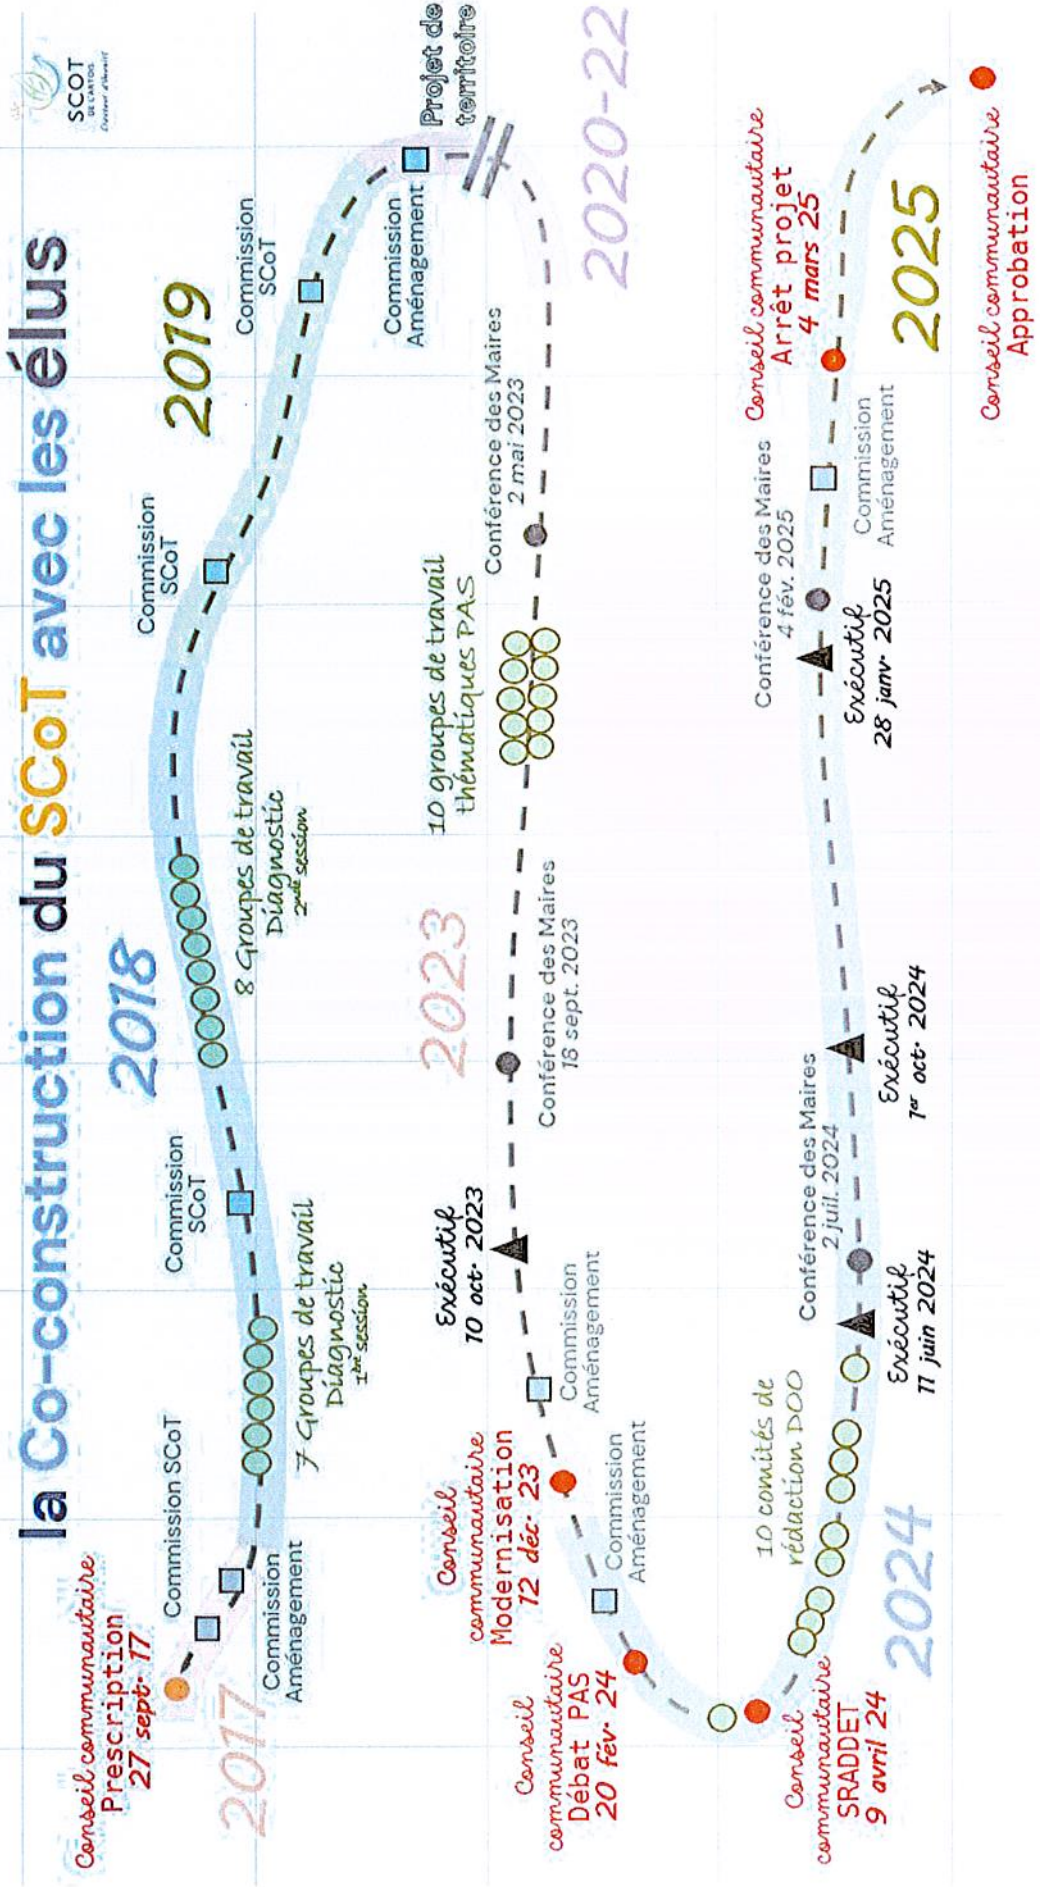 la Co-construction du SCoT avec les élus
SCOT
DE L'ARTOIS
Conseil communautaire
Prescription
27 sept. 17
2017
Commission SCoT
Commission
Aménagement
7 Groupes de travail
Diagnostic
1ère session
Commission
SCoT
2018
8 Groupes de travail
Diagnostic
2nde session
Commission
SCoT
2019
Commission
SCoT
Commission
Aménagement
Projet de
territoire
2020-22
Conférence des Maires
2 mai 2023
10 groupes de travail
thématiques PAS
2023
Conférence des Maires
18 sept. 2023
Exécutif
10 oct. 2023
Commission
Aménagement
Conseil
communautaire
Modernisation
12 déc. 23
Commission
Aménagement
Conseil
communautaire
Débat PAS
20 fév. 24
Conseil
communautaire
SRADDET
9 avril 24
2024
10 comités de
rédaction DOO
Exécutif
11 juin 2024
Conférence des Maires
2 juil. 2024
Exécutif
1er oct. 2024
Exécutif
28 janv. 2025
Conférence des Maires
4 fév. 2025
Commission
Aménagement
Conseil communautaire
Arrêt projet
4 mars 25
2025
Conseil communautaire
Approbation